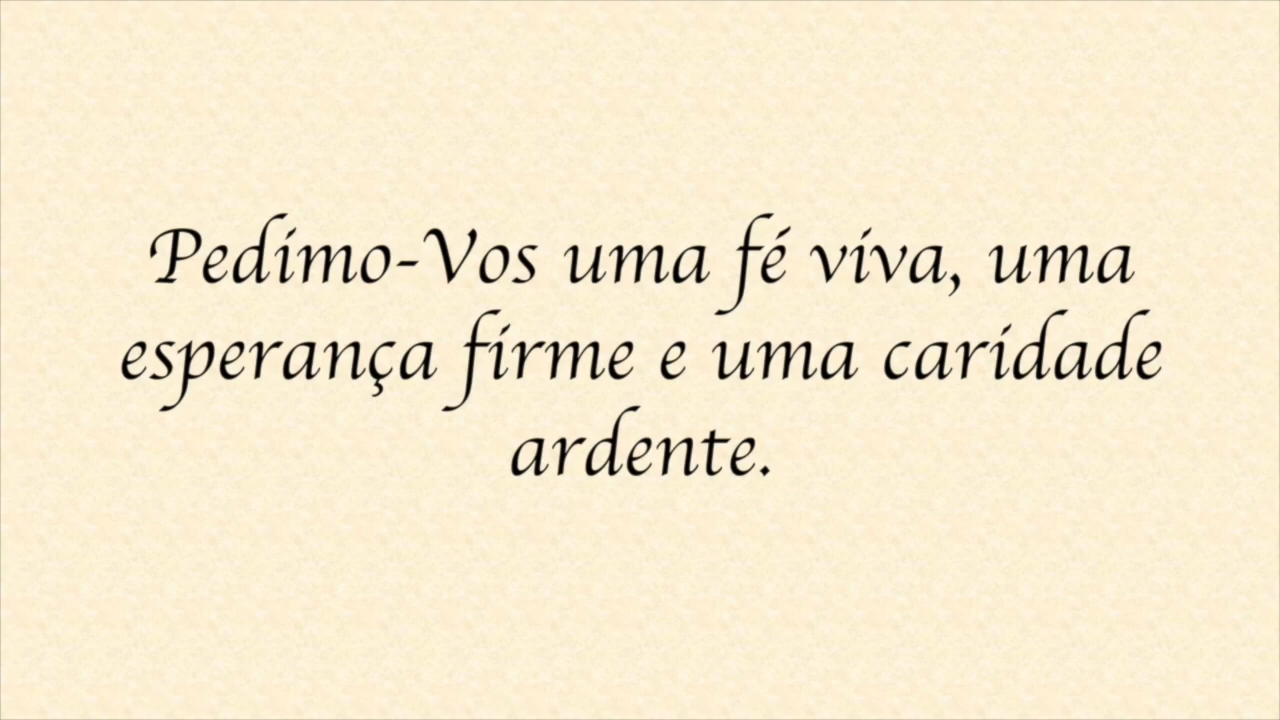 Pedimo-Vos uma fé viva, uma
esperança firme e uma caridade
ardente.